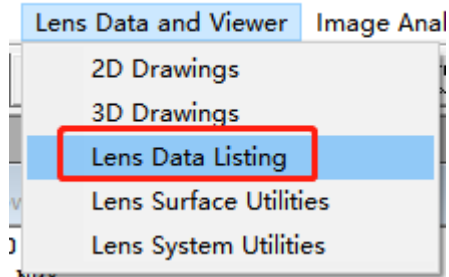 Lens Data and Viewer Image Anal
2D Drawings
3D Drawings
Lens Data Listing
Lens Surface Utilities
Lens System Utilities